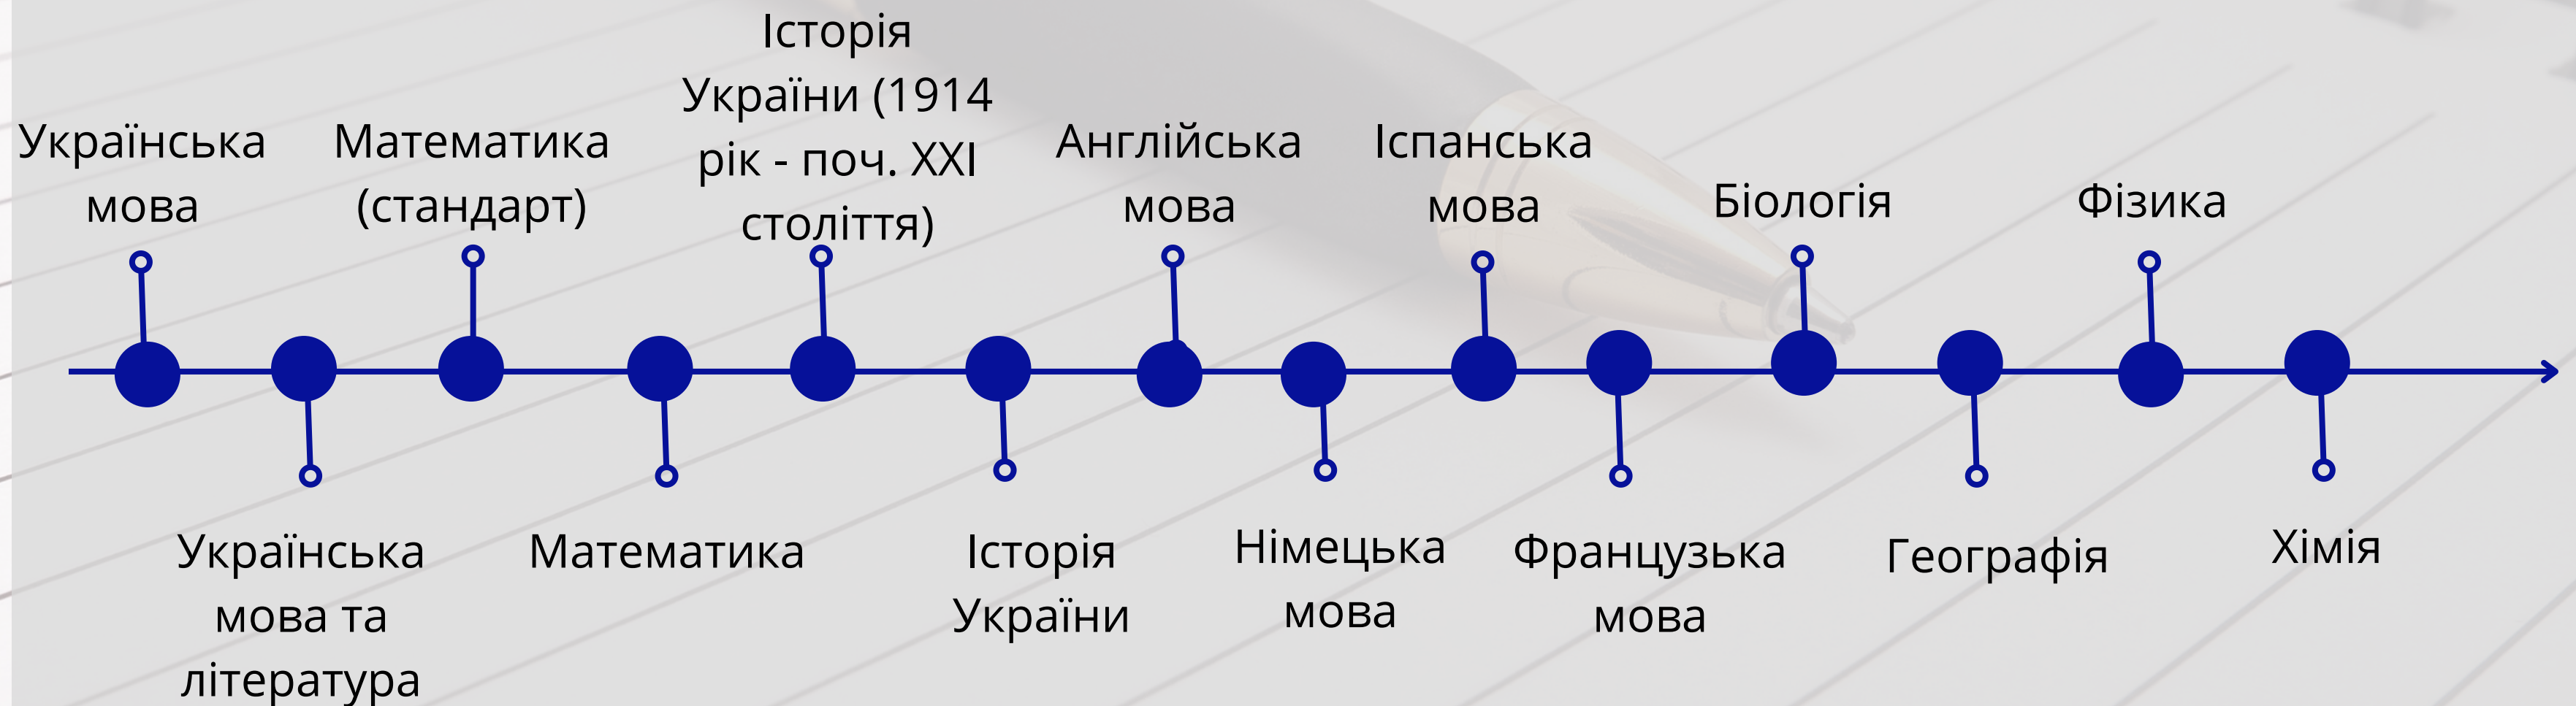 Українська
мова
Українська
мова та
література
Математика
(стандарт)
Математика
Історія
України (1914
рік - поч. XXI
століття)
Історія
України
Англійська
мова
Німецька
мова
Іспанська
мова
Французька
мова
Біологія
Географія
Фізика
Хімія